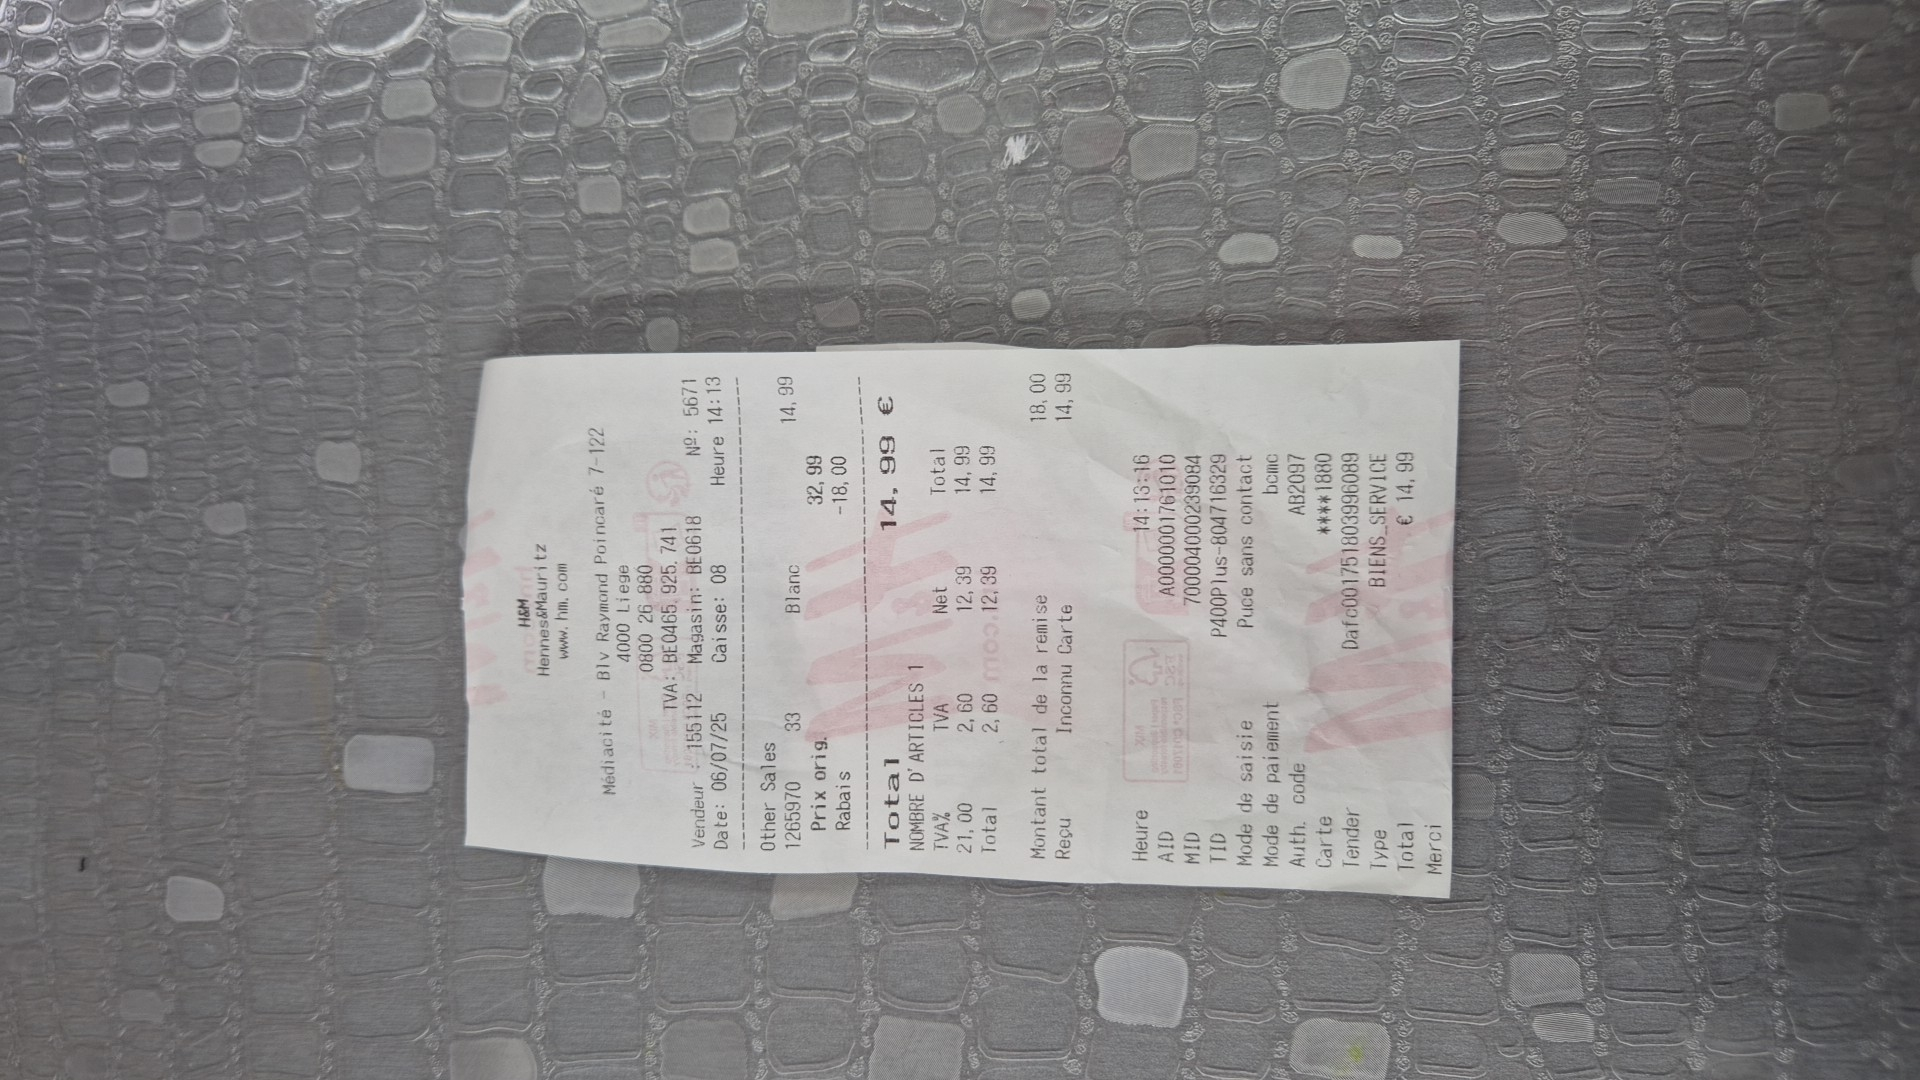 H&M
Hennes&Mauritz
www.hm.com
Médiacité - Blv Raymond Poincaré 7-122
4000 Liege
0800 26 880
TVA: BE0465.925.741
Vendeur : 155112 Magasin: BE0618 Nº: 5671
Date: 06/07/25 Caisse: 08 Heure 14:13
Other Sales
1265970 33 Blanc 14,99
Prix orig. 32,99
Rabais -18,00
Total 14,99 €
NOMBRE D'ARTICLES 1
TVA% TVA Net Total
21,00 2,60 12,39 14,99
Total 2,60 12,39 14,99
Montant total de la remise 18,00
Reçu Inconnu Carte 14,99
Heure 14:13:16
AID A0000001761010
MID 700004000239084
TID P400Plus-804716329
Mode de saisie Puce sans contact
Mode de paiement bcmc
Auth. code AB2097
Carte ****1880
Tender Dafc001751803996089
Type BIENS_SERVICE
Total € 14,99
Merci